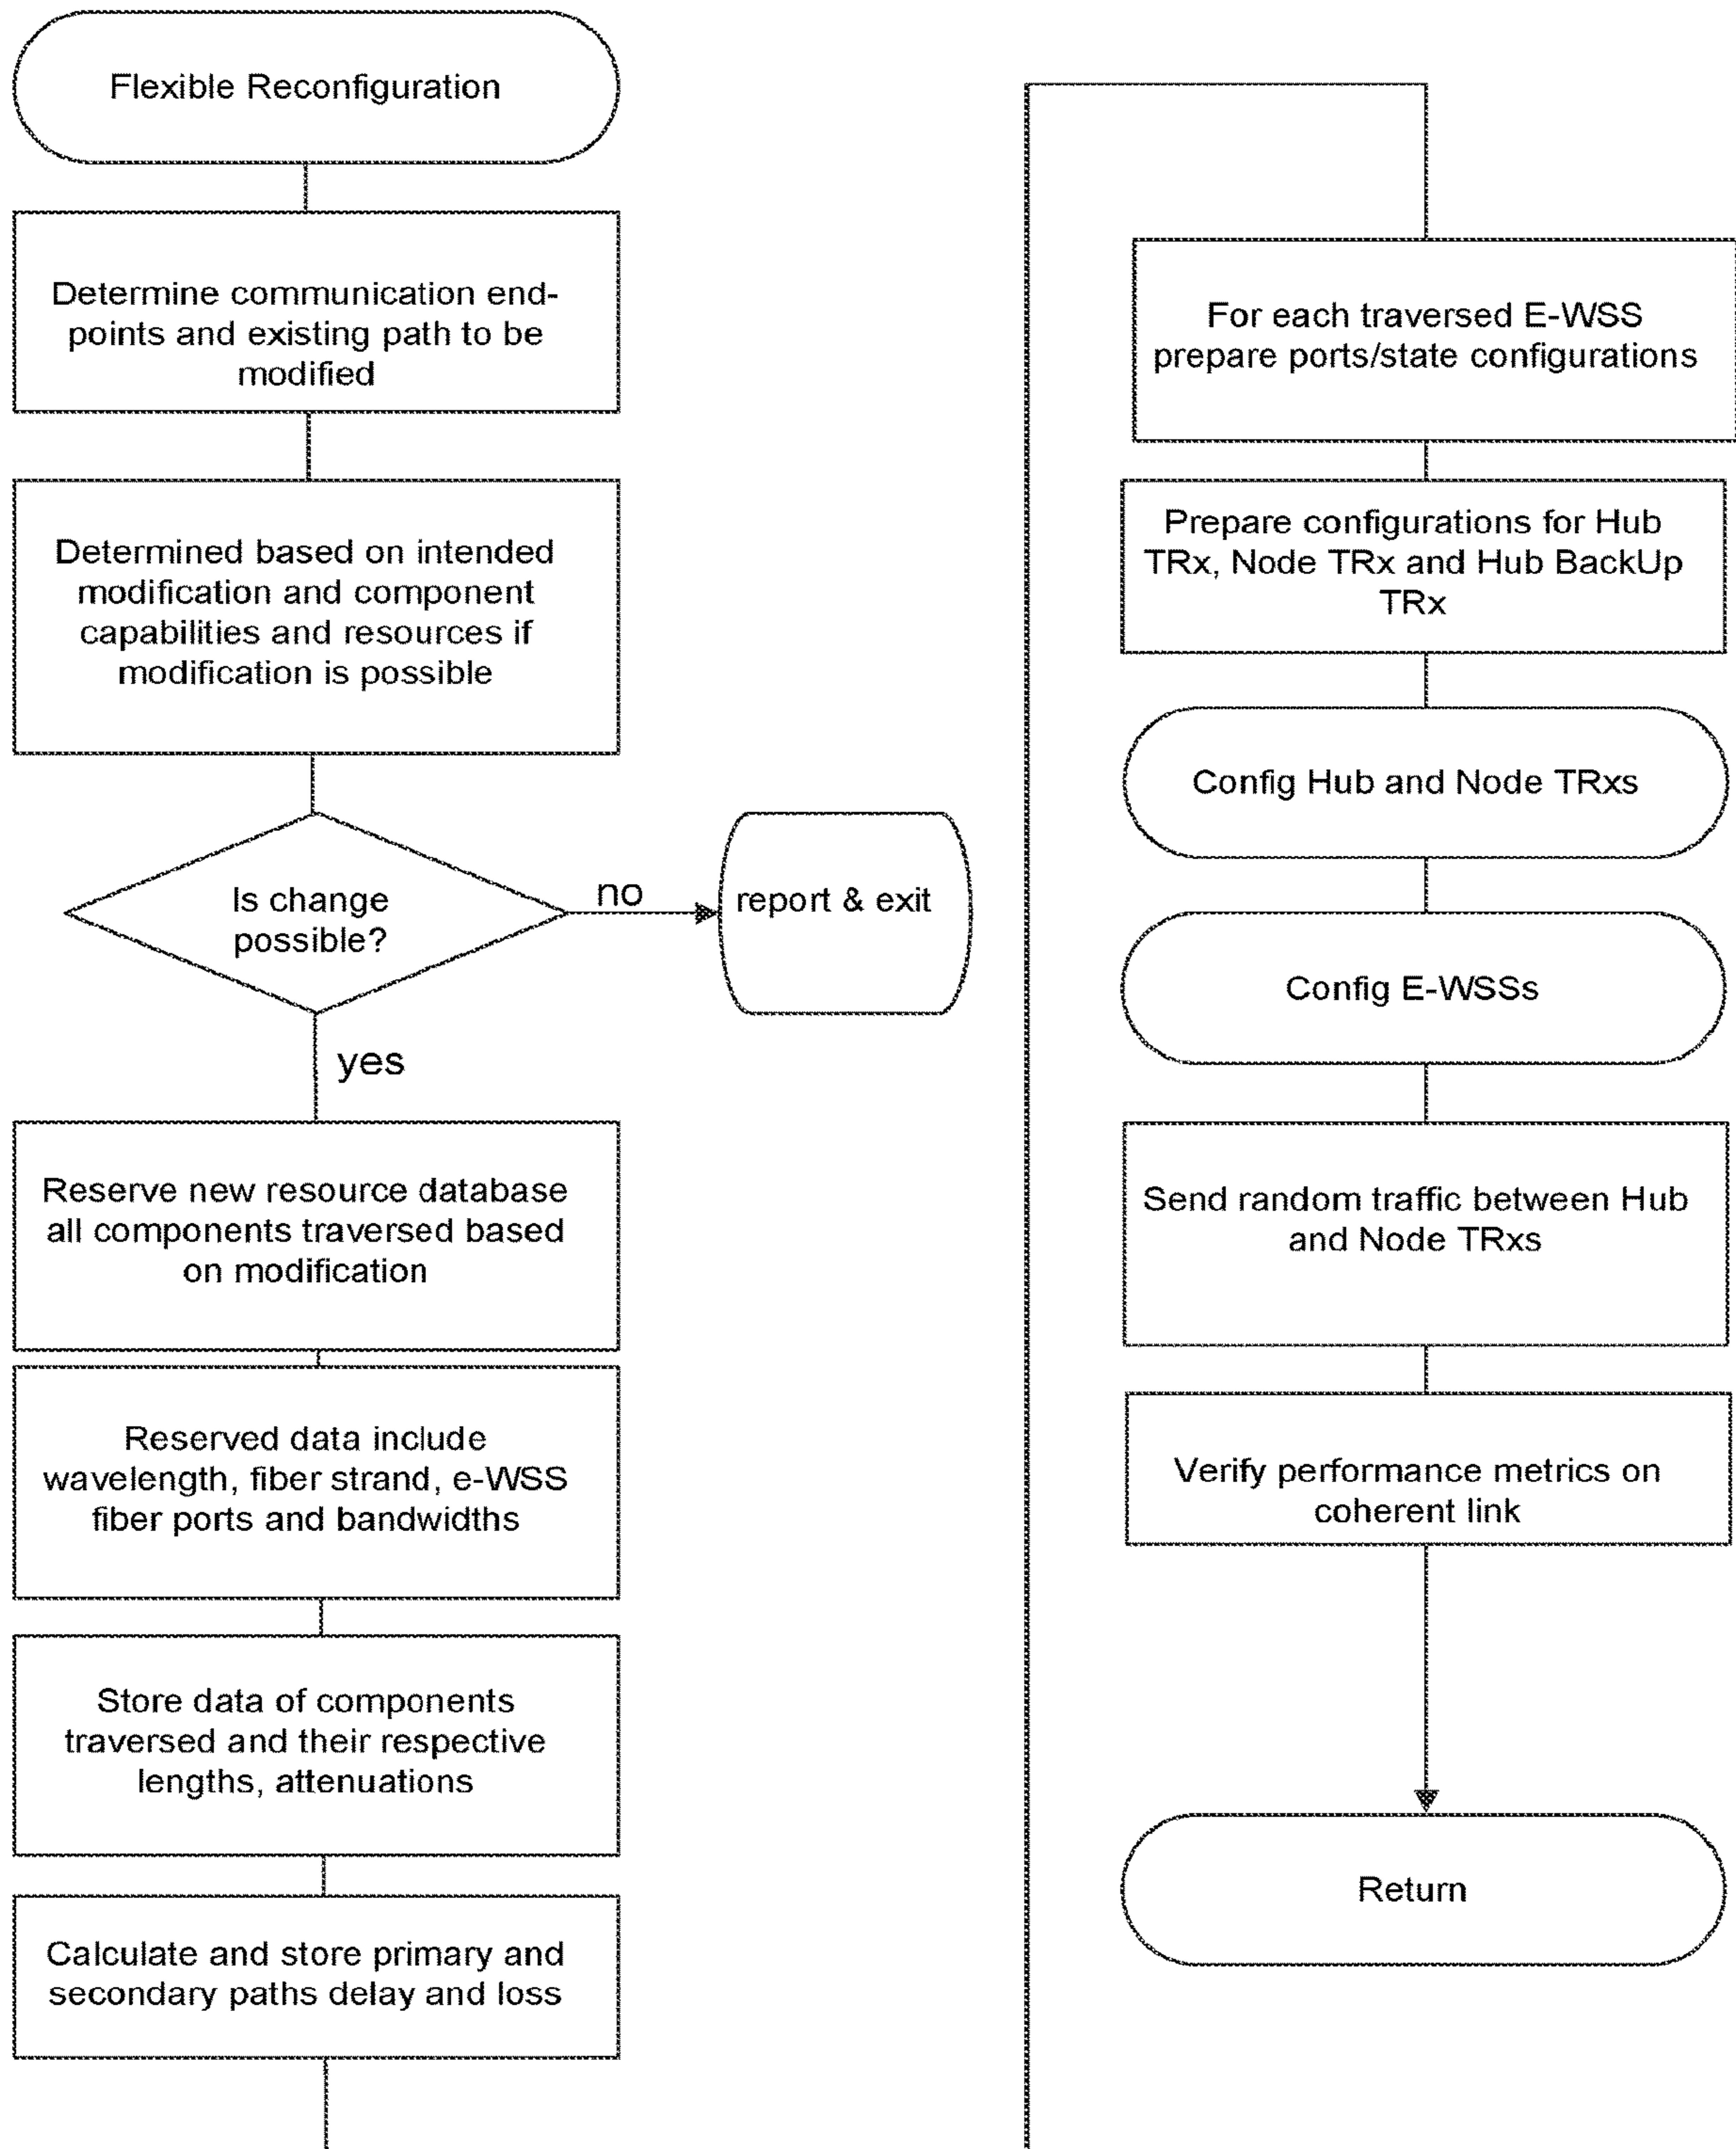 Flexible Reconfiguration
Determine communication end-
points and existing path to be
modified
Determined based on intended
modification and component
capabilities and resources if
modification is possible
Is change
possible?
no
report & exit
yes
Reserve new resource database
all components traversed based
on modification
Reserved data include
wavelength, fiber strand, e-WSS
fiber ports and bandwidths
Store data of components
traversed and their respective
lengths, attenuations
Calculate and store primary and
secondary paths delay and loss
For each traversed E-WSS
prepare ports/state configurations
Prepare configurations for Hub
TRx, Node TRx and Hub BackUp
TRx
Config Hub and Node TRxs
Config E-WSSs
Send random traffic between Hub
and Node TRxs
Verify performance metrics on
coherent link
Return